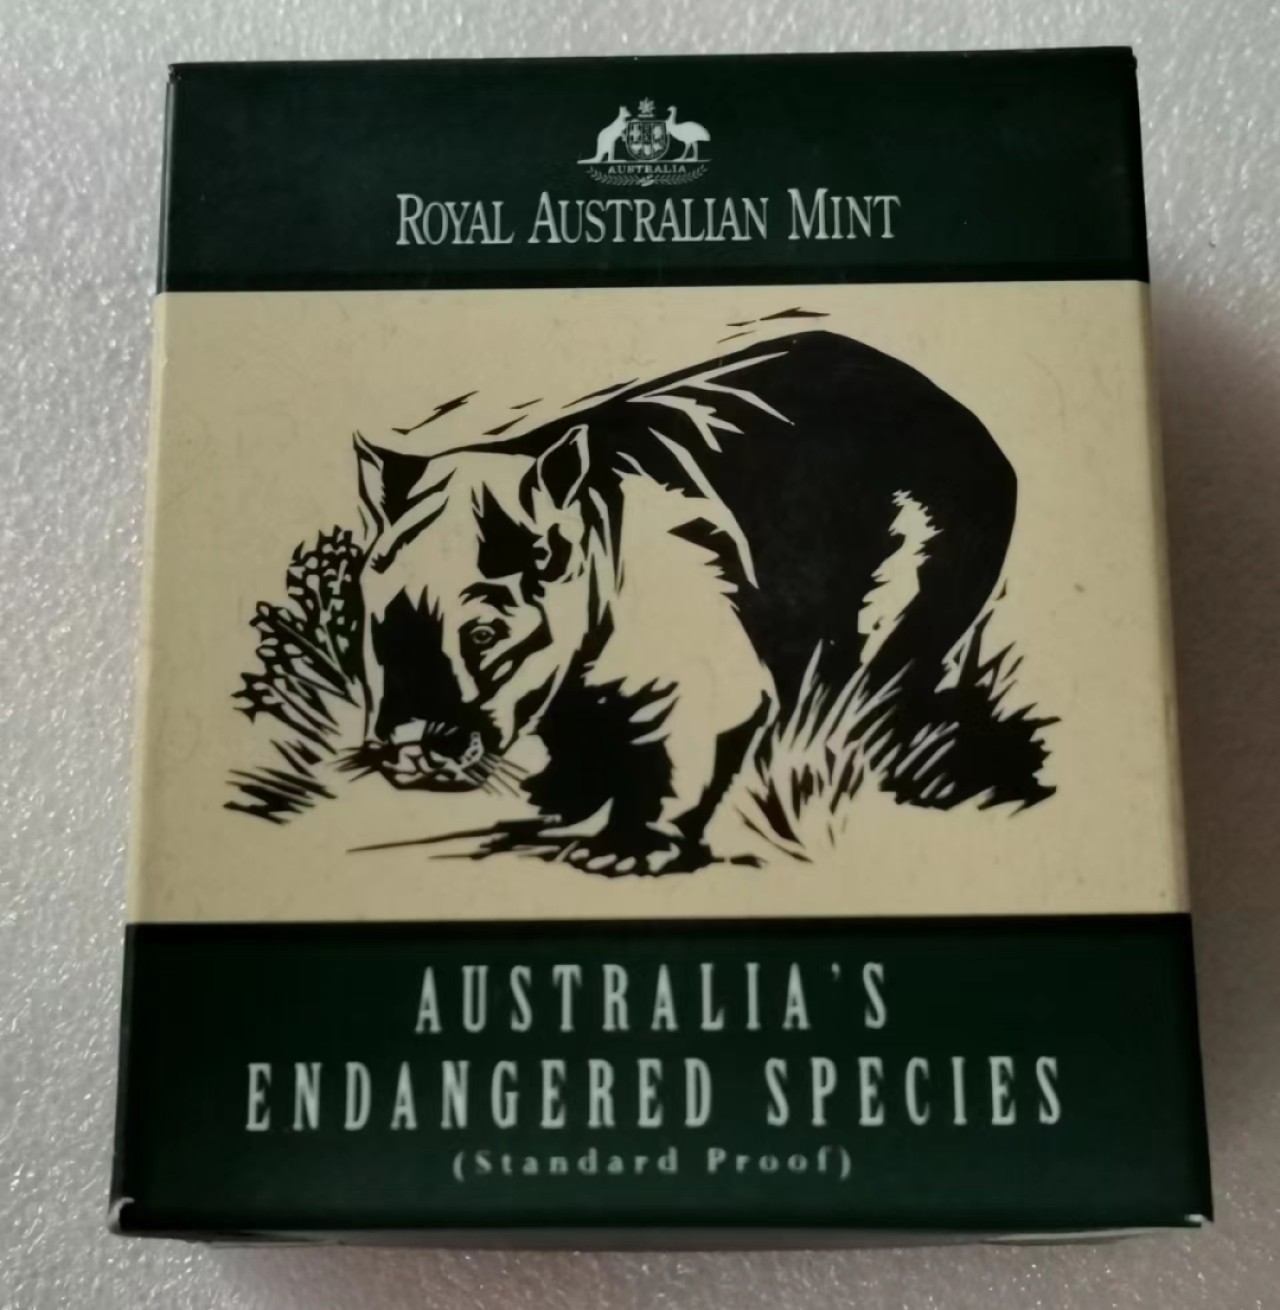 AUSTRALIA
ROYAL AUSTRALIAN MINT
AUSTRALIA'S
ENDANGERED SPECIES
(Standard Proof)